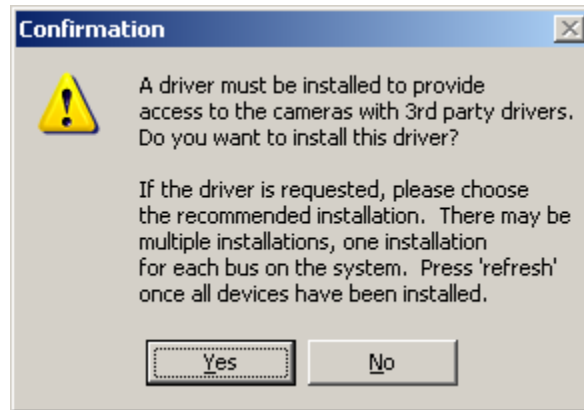 Confirmation
A driver must be installed to provide
access to the cameras with 3rd party drivers.
Do you want to install this driver?
If the driver is requested, please choose
the recommended installation.  There may be
multiple installations, one installation
for each bus on the system.  Press 'refresh'
once all devices have been installed.
Yes No